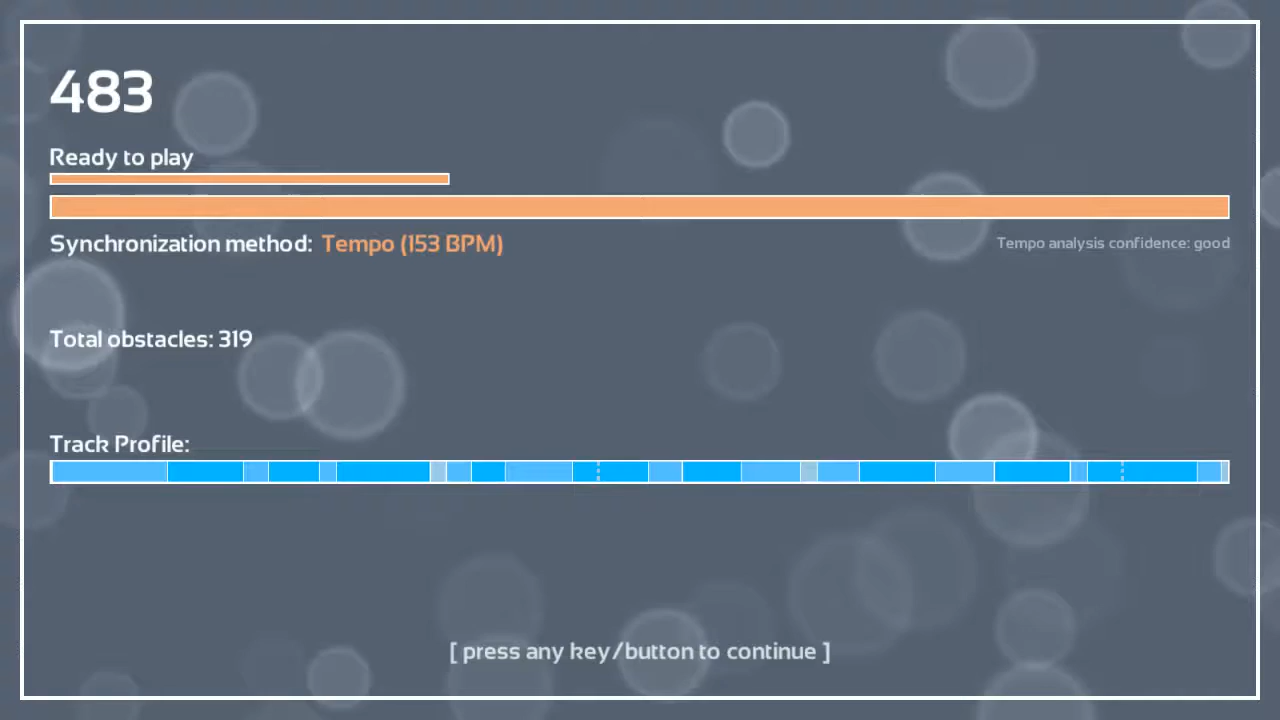 483
Ready to play
Synchronization method: Tempo (153 BPM)
Tempo analysis confidence: good
Total obstacles: 319
Track Profile:
[ press any key/button to continue ]